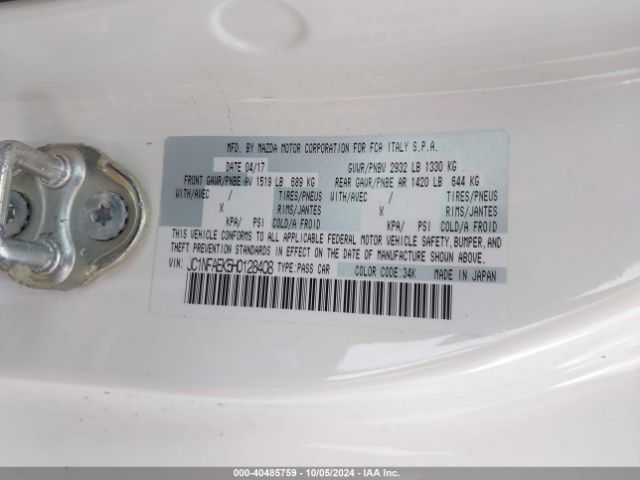 MFD. BY MAZDA MOTOR CORPORATION FOR FCA ITALY S.P.A.
DATE 04/17 GVWR/PNBV 2932 LB 1330 KG
FRONT GAWR/PNBE AV 1519 LB 689 KG REAR GAWR/PNBE AR 1420 LB 644 KG
WITH/AVEC / TIRES/PNEUS WITH/AVEC / TIRES/PNEUS
X RIMS/JANTES X RIMS/JANTES
KPA/ PSI COLD/A FROID KPA/ PSI COLD/A FROID
THIS VEHICLE CONFORMS TO ALL APPLICABLE FEDERAL MOTOR VEHICLE SAFETY, BUMPER, AND
THEFT PREVENTION STANDARDS IN EFFECT ON THE DATE OF MANUFACTURE SHOWN ABOVE.
VIN: JC1NFAEK5H0128408 TYPE:PASS CAR COLOR CODE:34K MADE IN JAPAN
000-40485759 - 10/05/2024 - IAAI.com